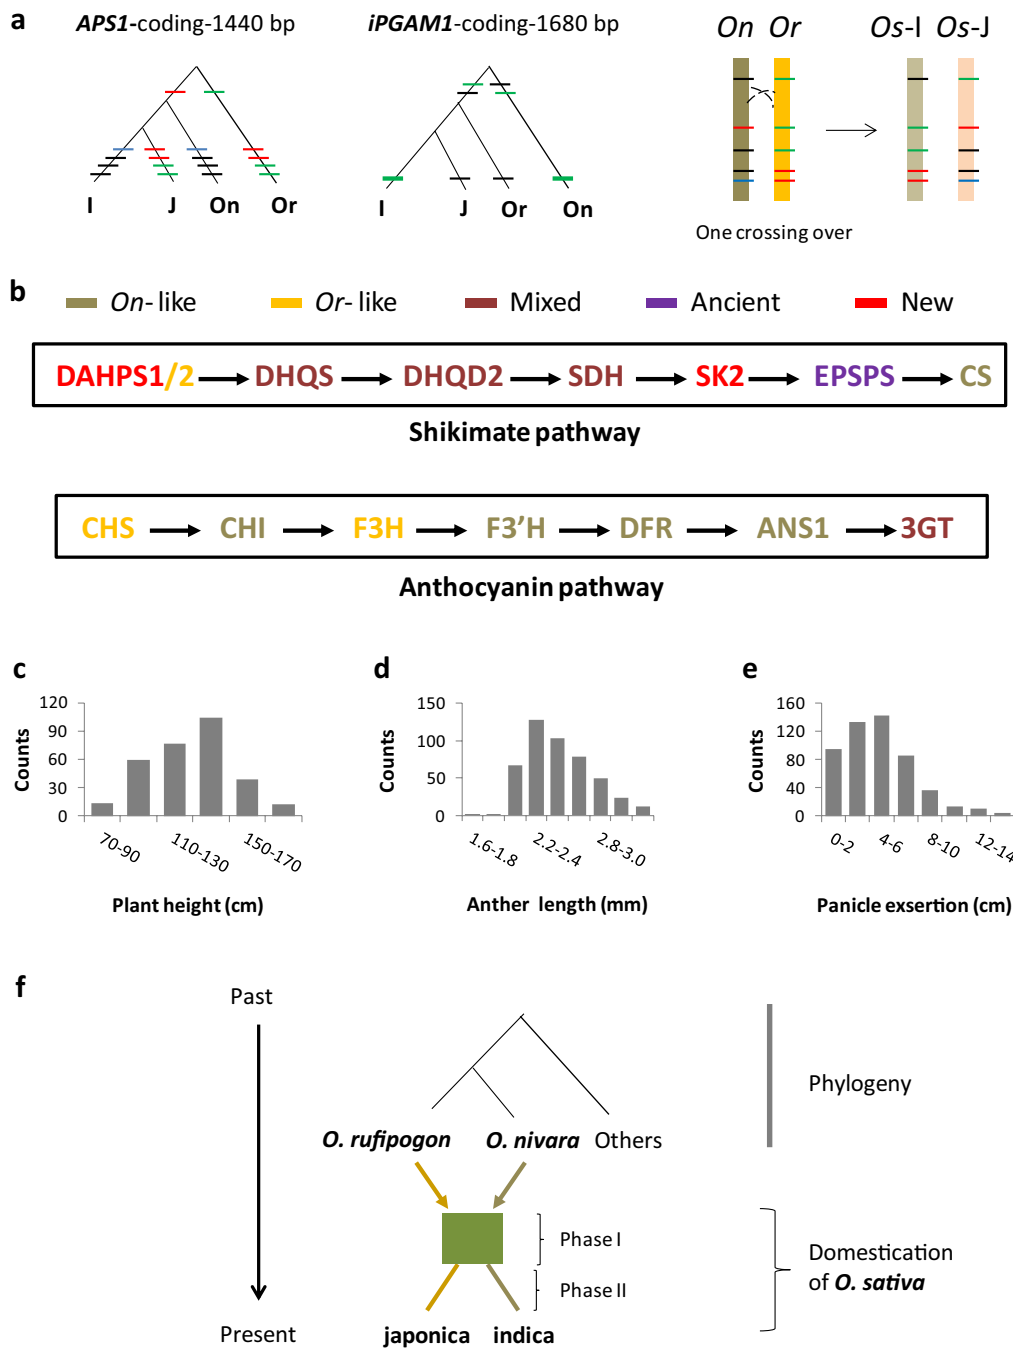 a
APS1-coding-1440 bp
iPGAM1-coding-1680 bp
On Or
Os-I Os-J
I J On Or
I J Or On
One crossing over
b
On- like
Or- like
Mixed
Ancient
New
DAHPS1/2 DHQS DHQD2 SDH SK2 EPSPS CS
Shikimate pathway
CHS CHI F3H F3’H DFR ANS1 3GT
Anthocyanin pathway
c
120
90
60
30
0
Counts
70-90 110-130 150-170
Plant height (cm)
d
150
100
50
0
Counts
1.6-1.8 2.2-2.4 2.8-3.0
Anther length (mm)
e
160
120
80
40
0
Counts
0-2 4-6 8-10 12-14
Panicle exsertion (cm)
f
Past
Phylogeny
O. rufipogon O. nivara Others
Phase I
Phase II
Domestication
of O. sativa
Present
japonica indica